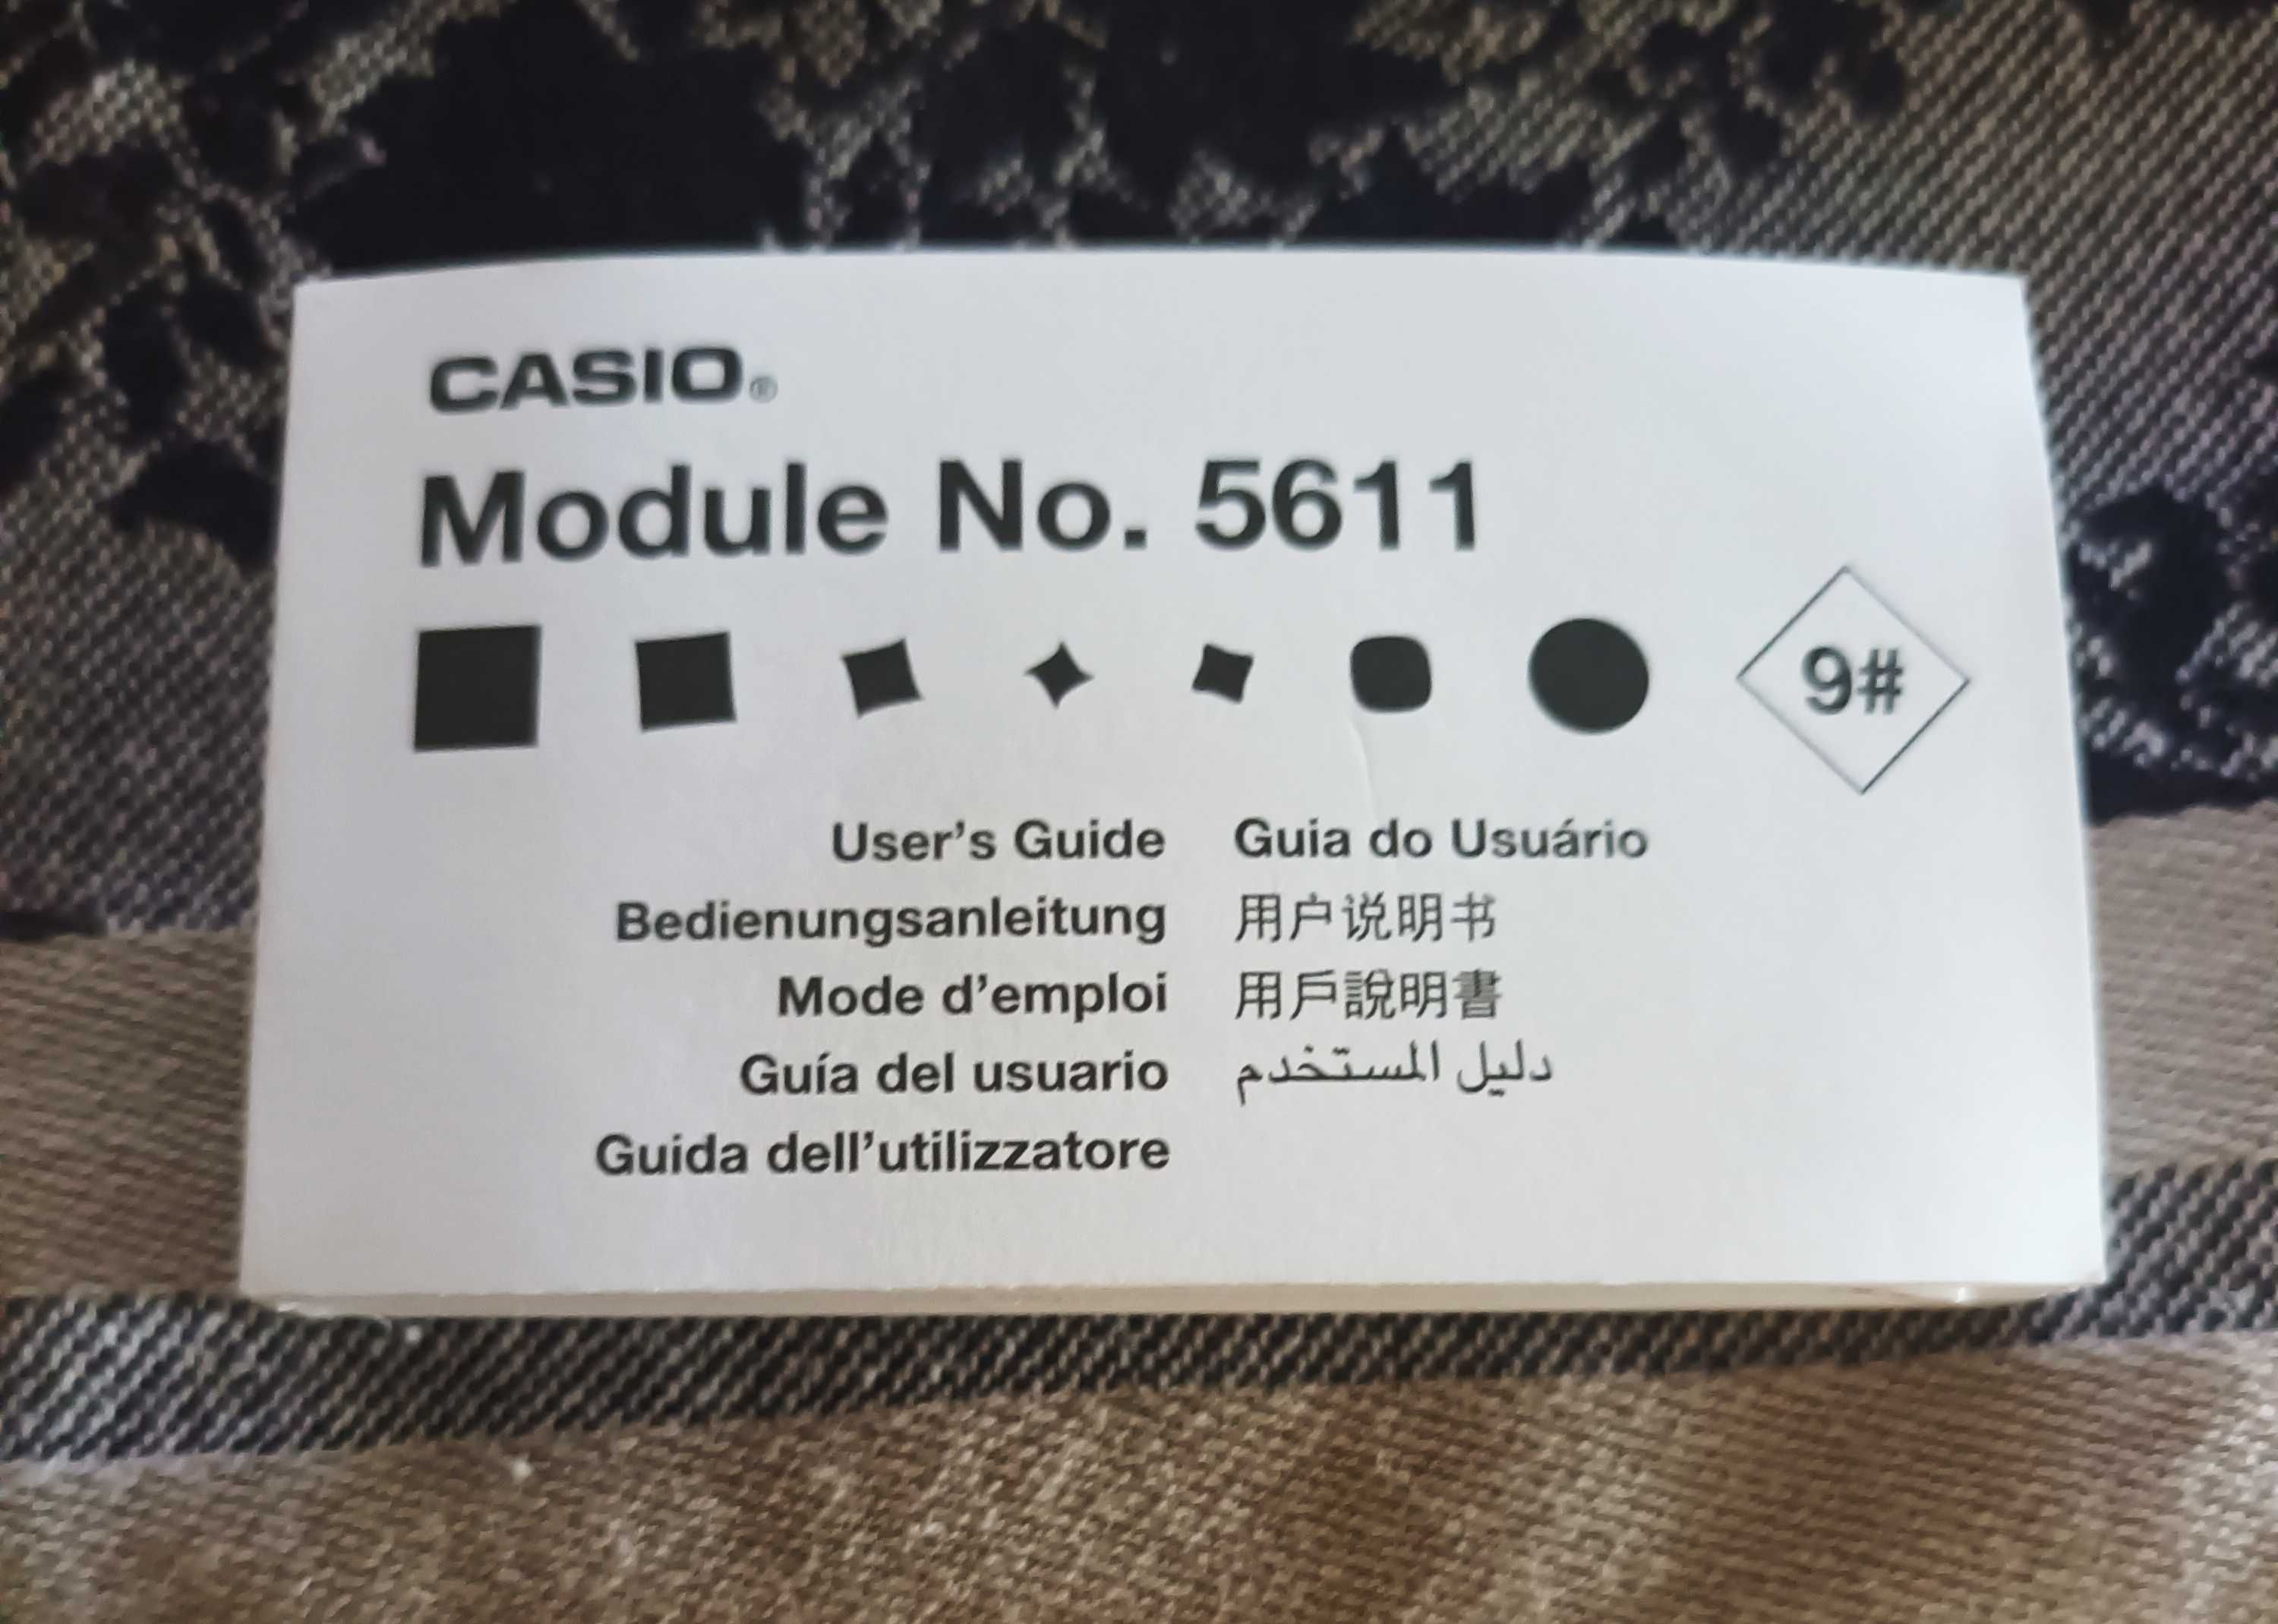 CASIO®
Module No. 5611
9#
User's Guide
Bedienungsanleitung
Mode d'emploi
Guía del usuario
Guida dell'utilizzatore
Guia do Usuário
用户说明书
用戶說明書
دليل المستخدم